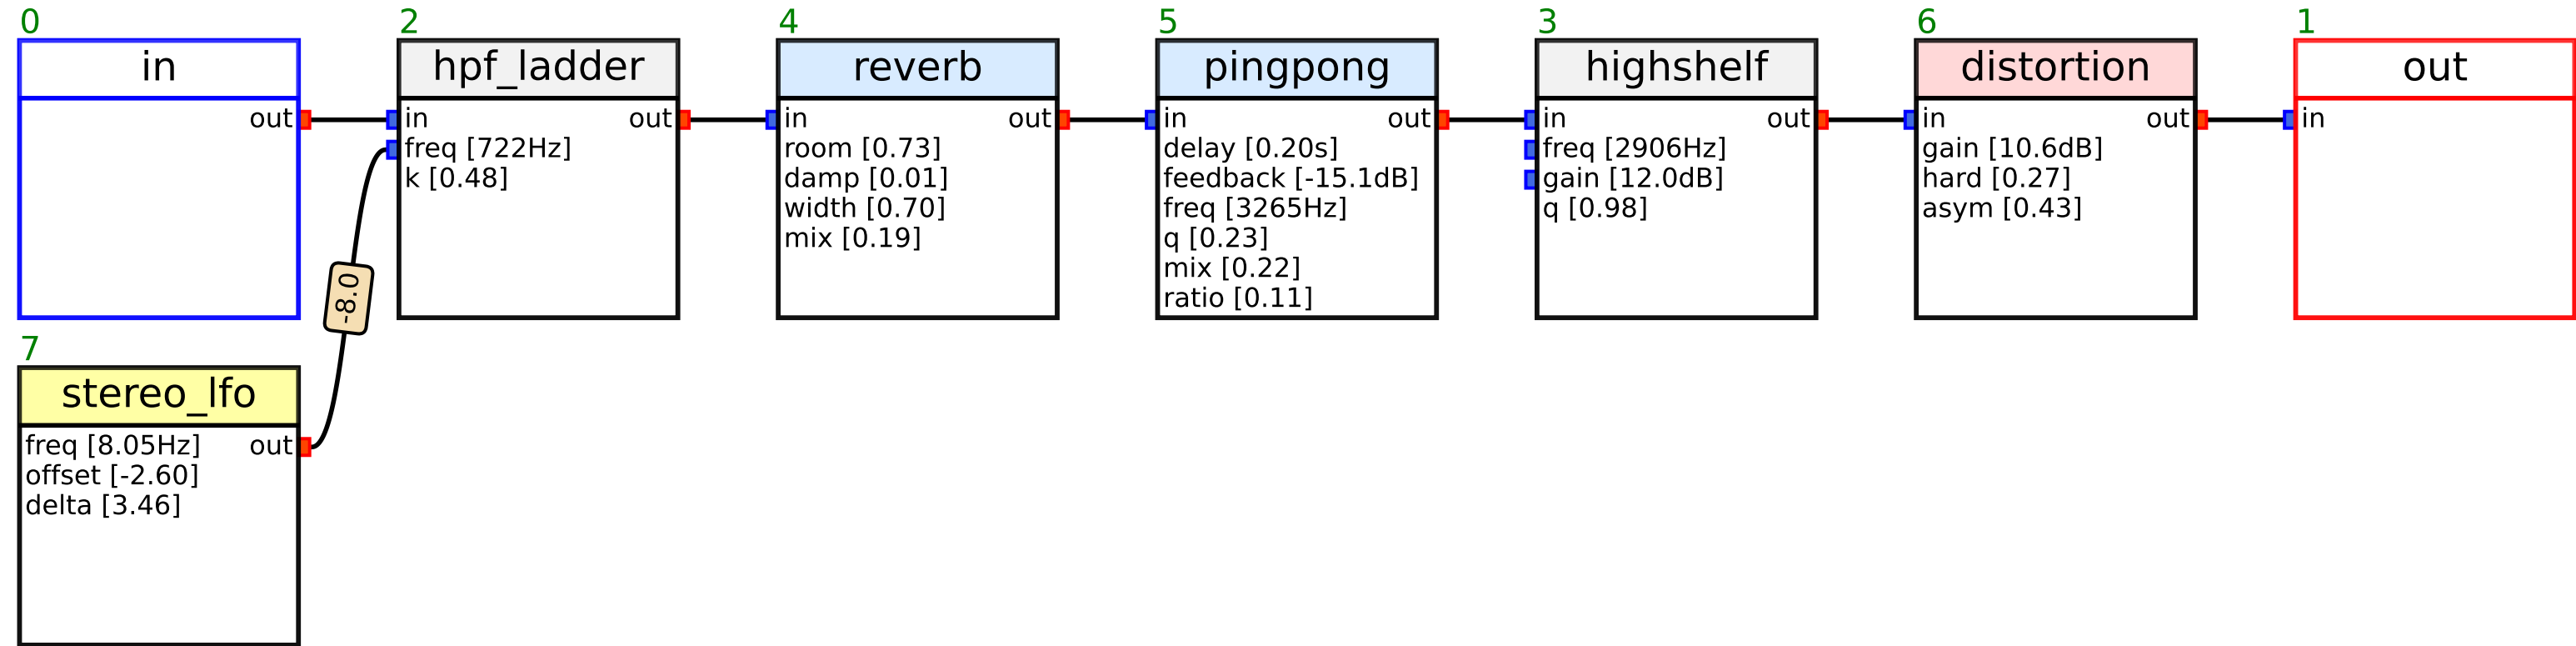 0
in
out
2
hpf_ladder
in out
freq [722Hz]
k [0.48]
4
reverb
in out
room [0.73]
damp [0.01]
width [0.70]
mix [0.19]
5
pingpong
in out
delay [0.20s]
feedback [-15.1dB]
freq [3265Hz]
q [0.23]
mix [0.22]
ratio [0.11]
3
highshelf
in out
freq [2906Hz]
gain [12.0dB]
q [0.98]
6
distortion
in out
gain [10.6dB]
hard [0.27]
asym [0.43]
1
out
in
-8.0
7
stereo_lfo
freq [8.05Hz] out
offset [-2.60]
delta [3.46]